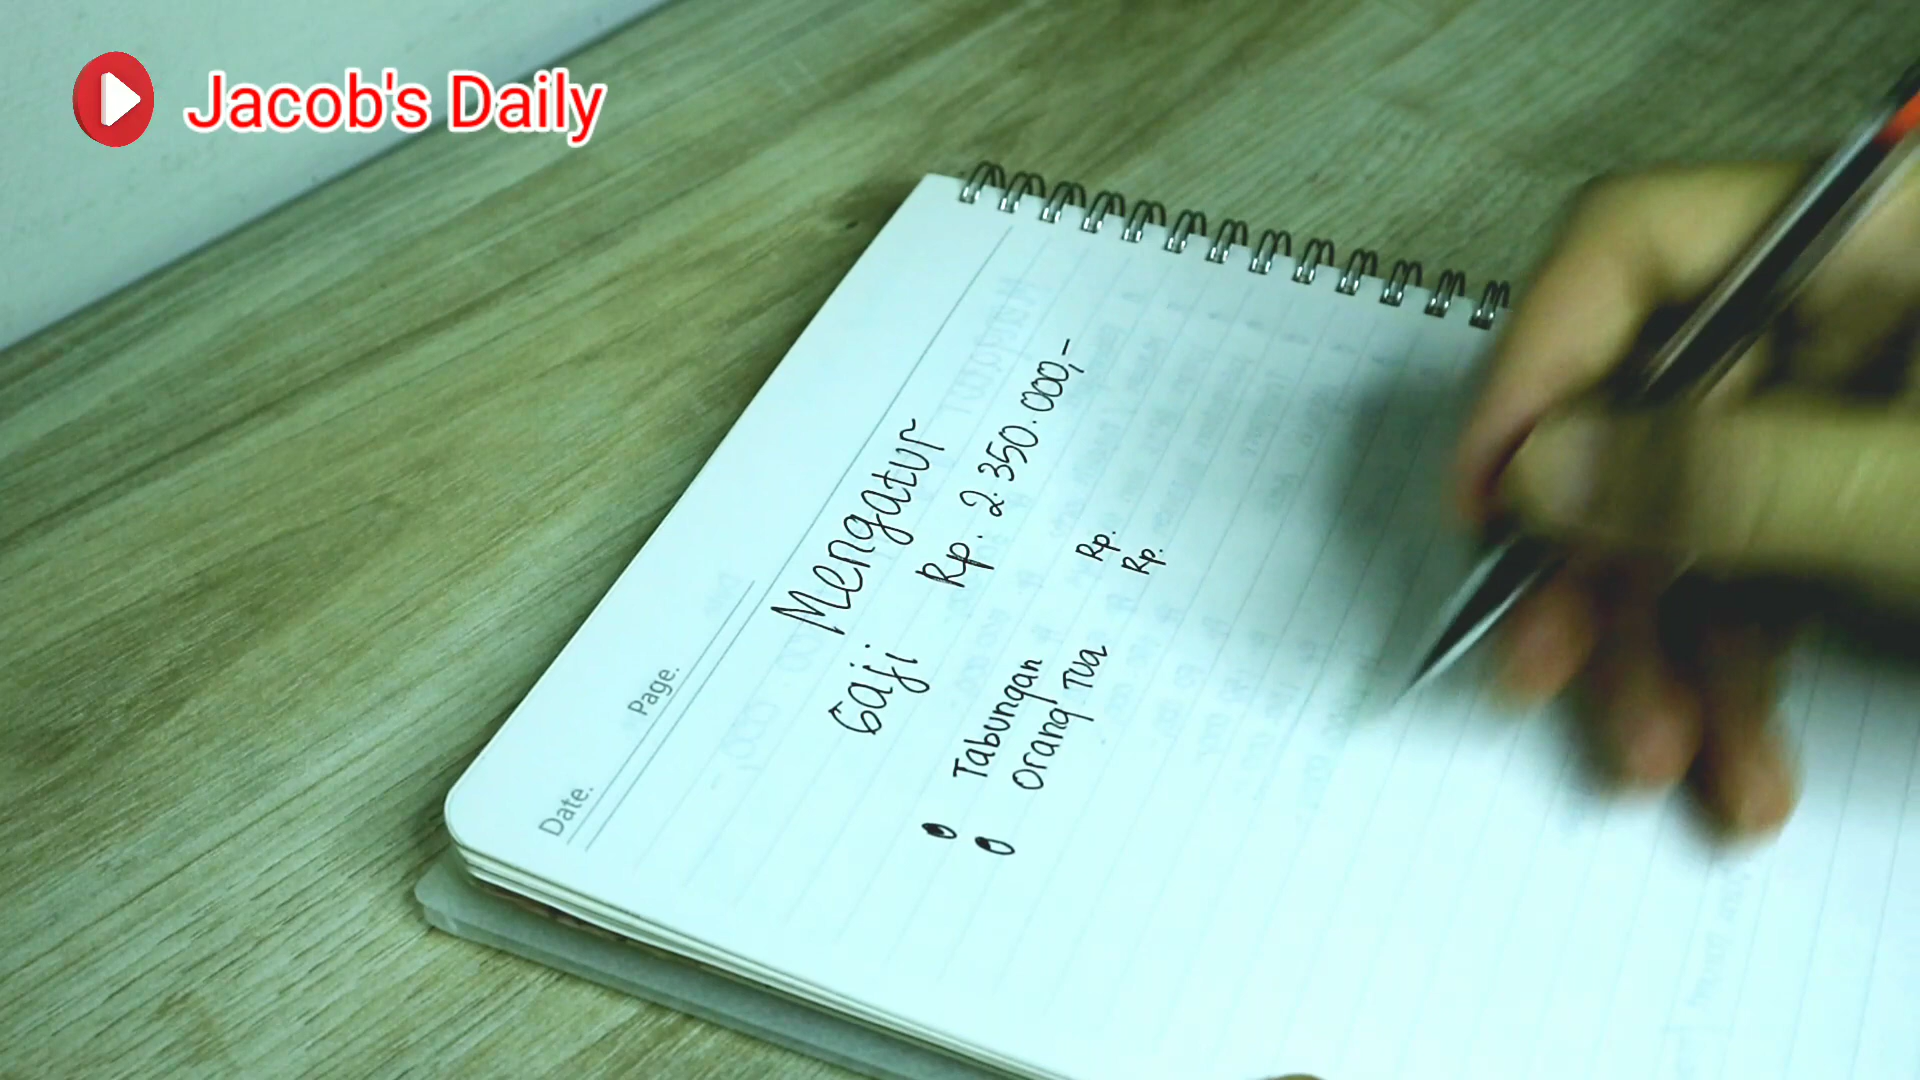 Jacob's Daily
Date.
Page.
Mengatur
Gaji Rp. 2.350.000,-
Tabungan Rp.
Orang Tua Rp.